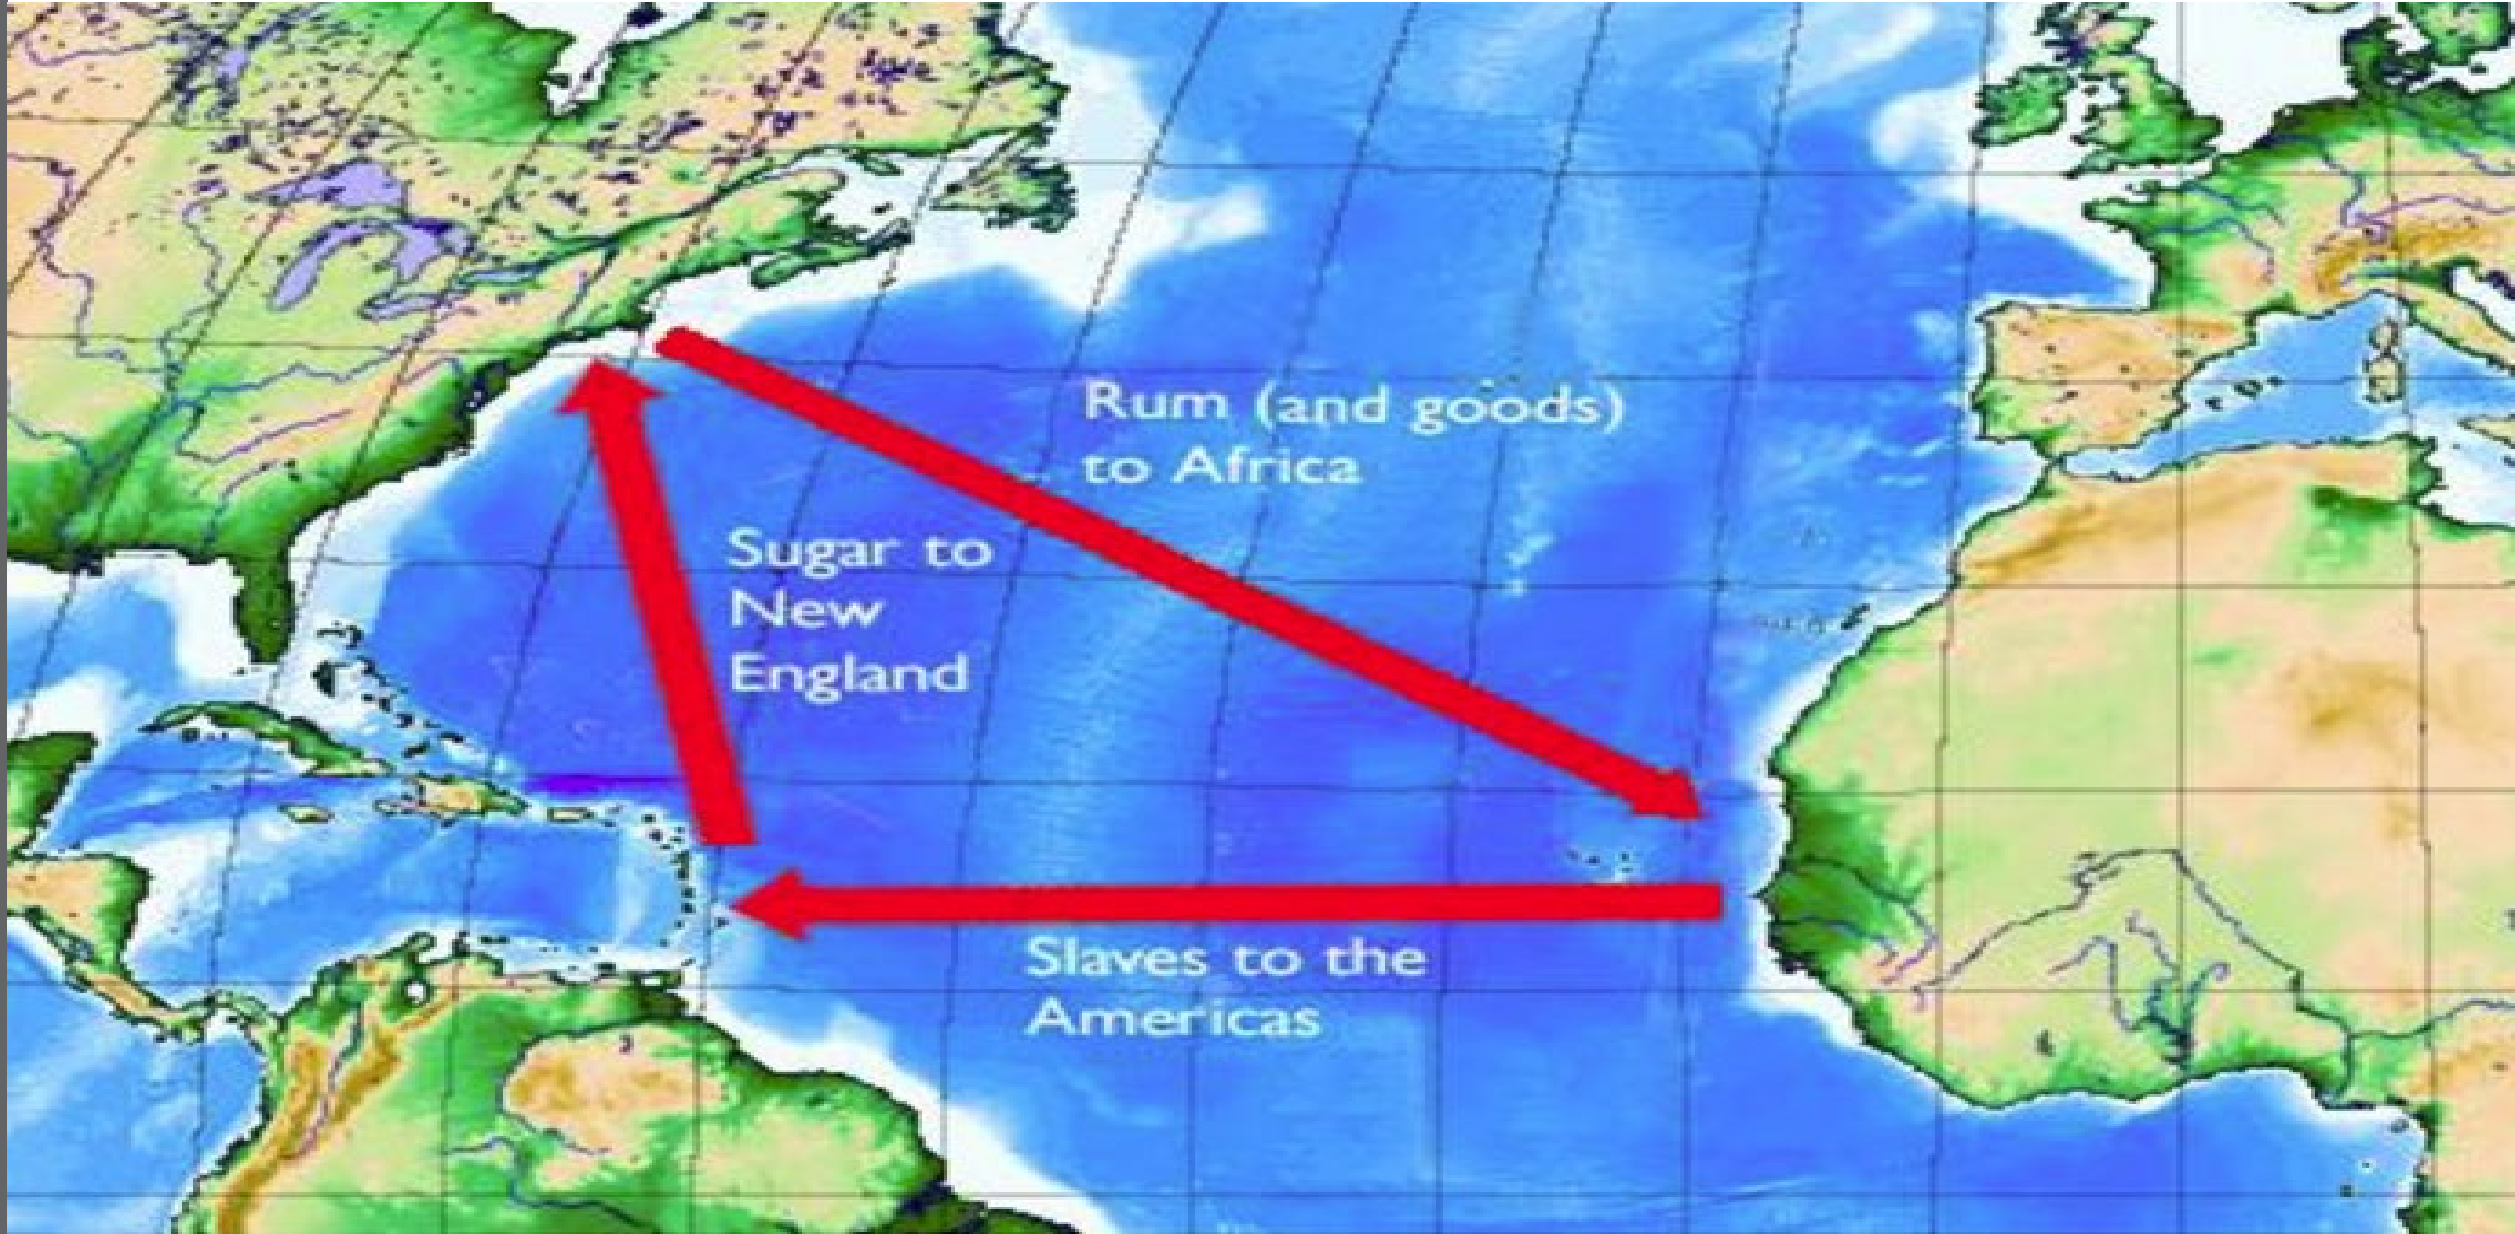 Rum (and goods)
to Africa
Sugar to
New
England
Slaves to the
Americas